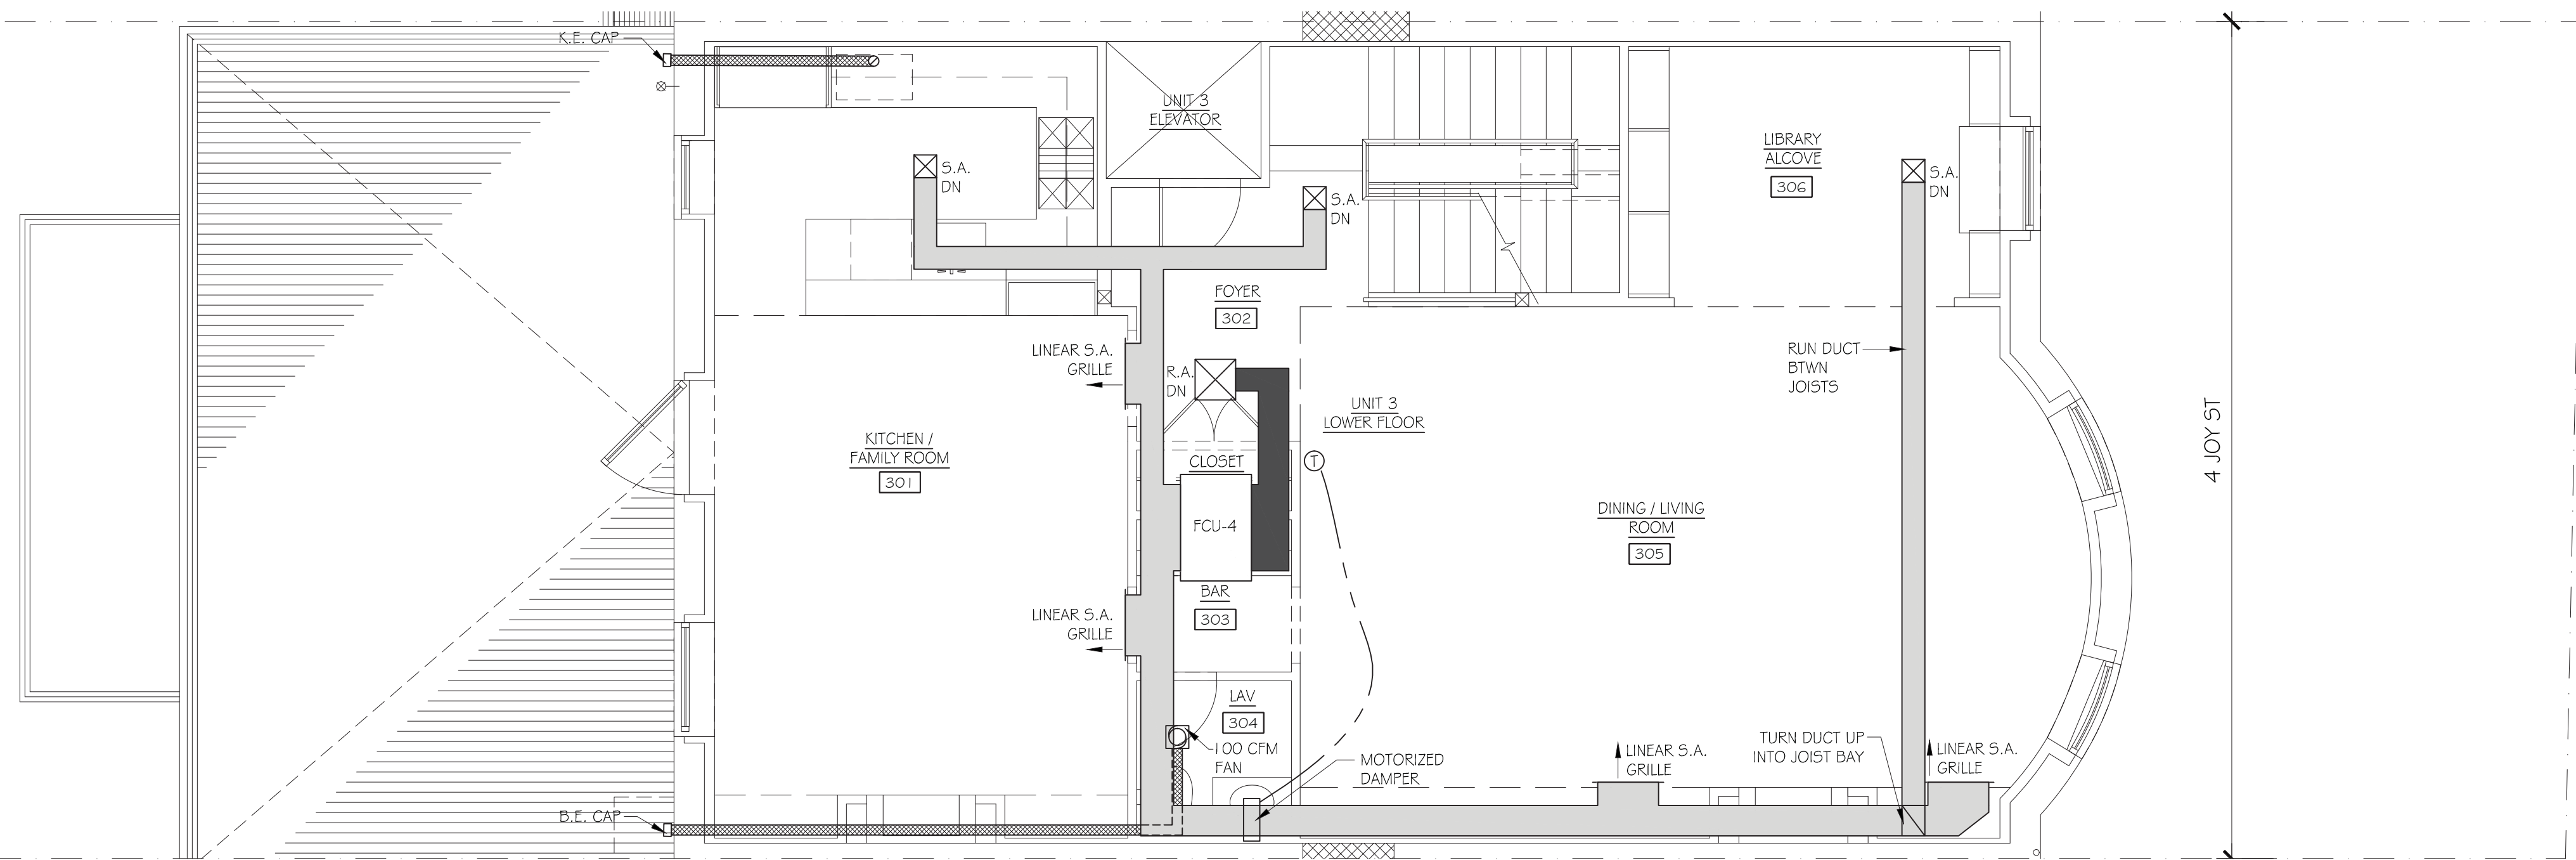 K.E. CAP
UNIT 3
ELEVATOR
LIBRARY
ALCOVE
306
S.A.
DN
S.A.
DN
S.A.
DN
FOYER
302
LINEAR S.A.
GRILLE
R.A.
DN
RUN DUCT
BTWN
JOISTS
UNIT 3
LOWER FLOOR
4 JOY ST
KITCHEN /
FAMILY ROOM
301
CLOSET
T
FCU-4
DINING / LIVING
ROOM
305
BAR
303
LINEAR S.A.
GRILLE
LAV
304
100 CFM
FAN
MOTORIZED
DAMPER
LINEAR S.A.
GRILLE
TURN DUCT UP
INTO JOIST BAY
LINEAR S.A.
GRILLE
B.E. CAP